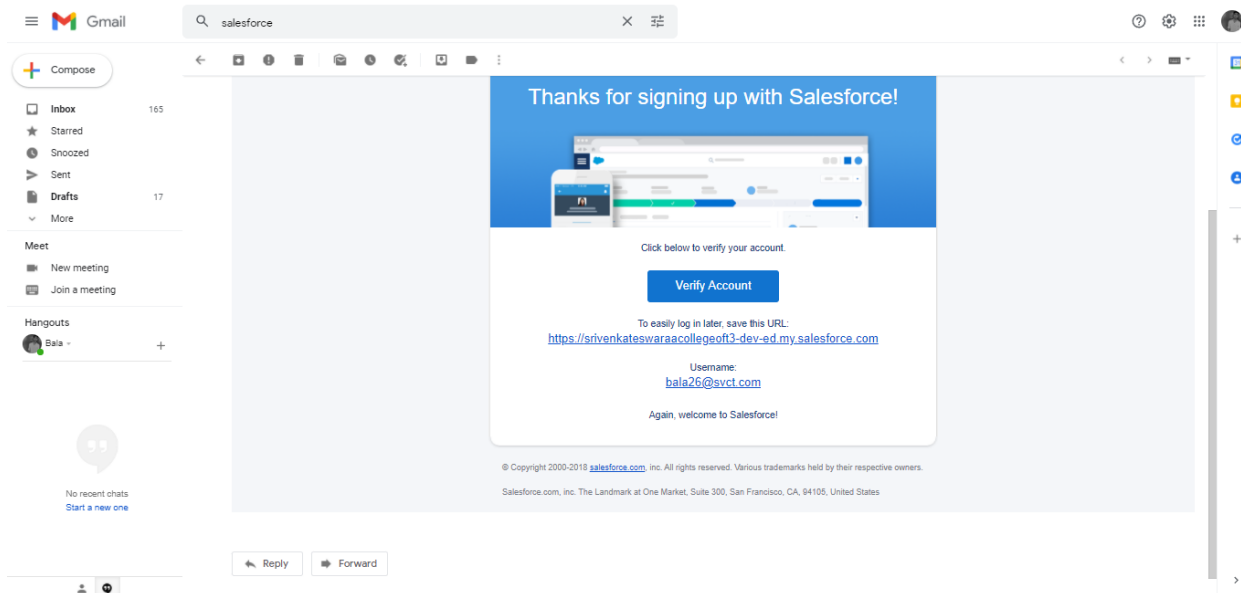 Gmail
salesforce
Compose
Inbox 165
Starred
Snoozed
Sent
Drafts 17
More
Meet
New meeting
Join a meeting
Hangouts
Bala
No recent chats
Start a new one
Thanks for signing up with Salesforce!
Click below to verify your account.
Verify Account
To easily log in later, save this URL:
https://srivenkateswaraacollegeoft3-dev-ed.my.salesforce.com
Username:
bala26@svct.com
Again, welcome to Salesforce!
© Copyright 2000-2018 salesforce.com, inc. All rights reserved. Various trademarks held by their respective owners.
Salesforce.com, inc. The Landmark at One Market, Suite 300, San Francisco, CA, 94105, United States
Reply
Forward